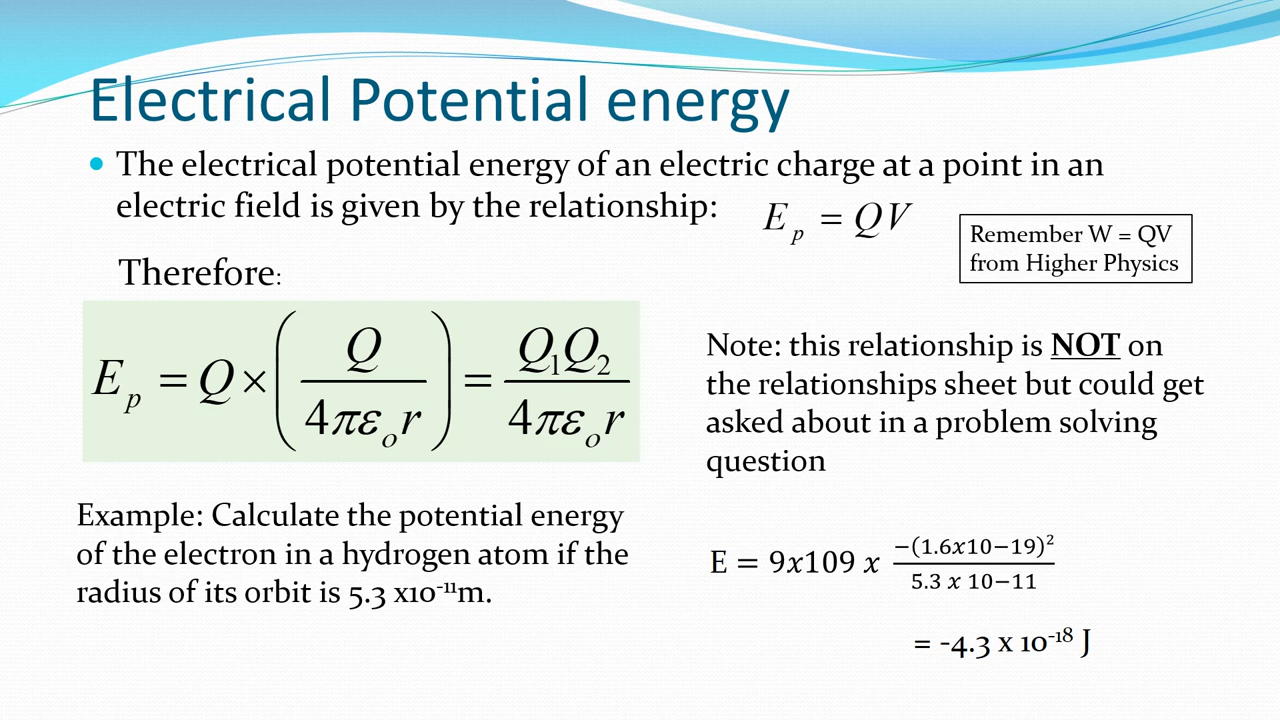 Electrical Potential energy
• The electrical potential energy of an electric charge at a point in an
electric field is given by the relationship:
E_p = QV
Remember W = QV
from Higher Physics
Therefore:
E_p = Q × (Q / 4πε_o r) = Q_1Q_2 / 4πε_o r
Note: this relationship is NOT on
the relationships sheet but could get
asked about in a problem solving
question
Example: Calculate the potential energy
of the electron in a hydrogen atom if the
radius of its orbit is 5.3 x10⁻¹¹m.
E = 9x109 x −(1.6x10−19)² / 5.3 x 10−11
= -4.3 x 10⁻¹⁸ J